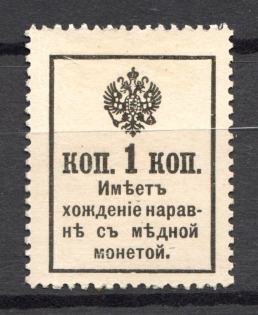 КОП. 1 КОП.
Имѣетъ
хожденіе нарав-
нѣ съ мѣдной
монетой.